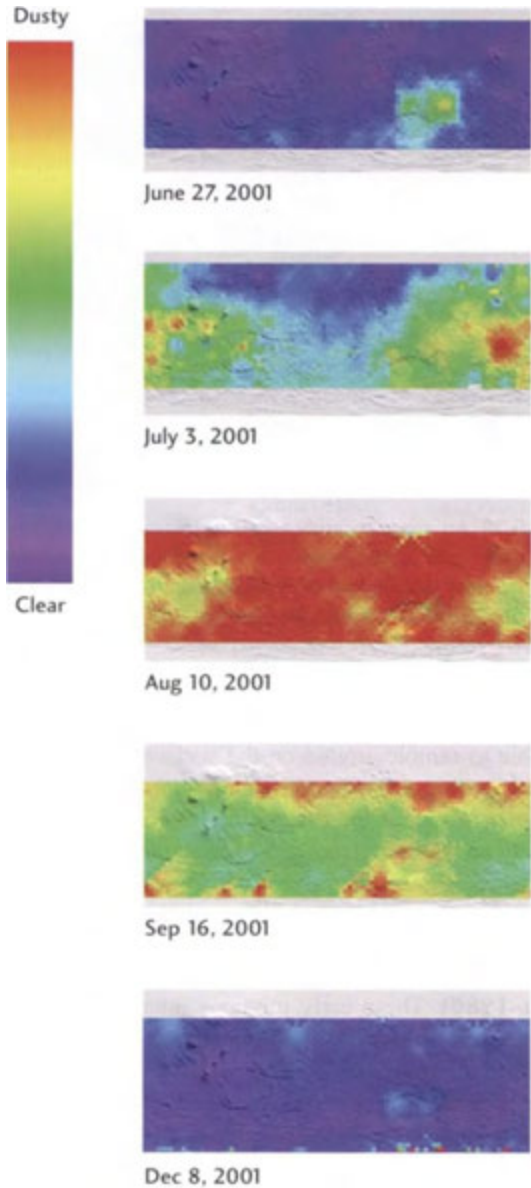 Dusty
Clear
June 27, 2001
July 3, 2001
Aug 10, 2001
Sep 16, 2001
Dec 8, 2001